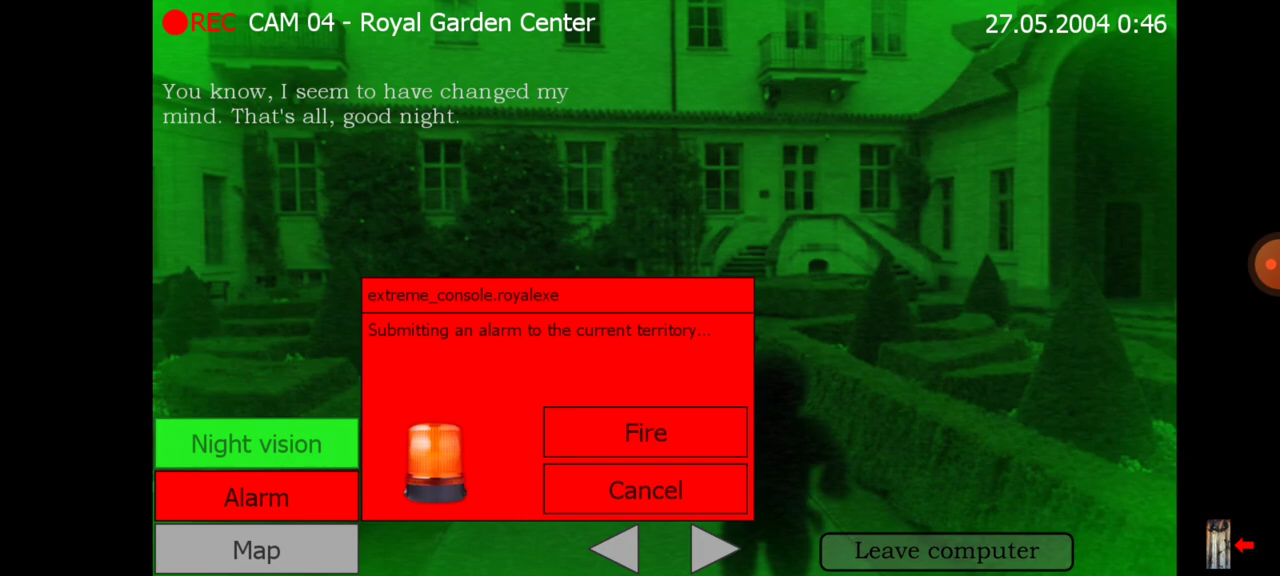 REC CAM 04 - Royal Garden Center
27.05.2004 0:46
You know, I seem to have changed my
mind. That's all, good night.
extreme_console.royalexe
Submitting an alarm to the current territory...
Fire
Cancel
Night vision
Alarm
Map
Leave computer